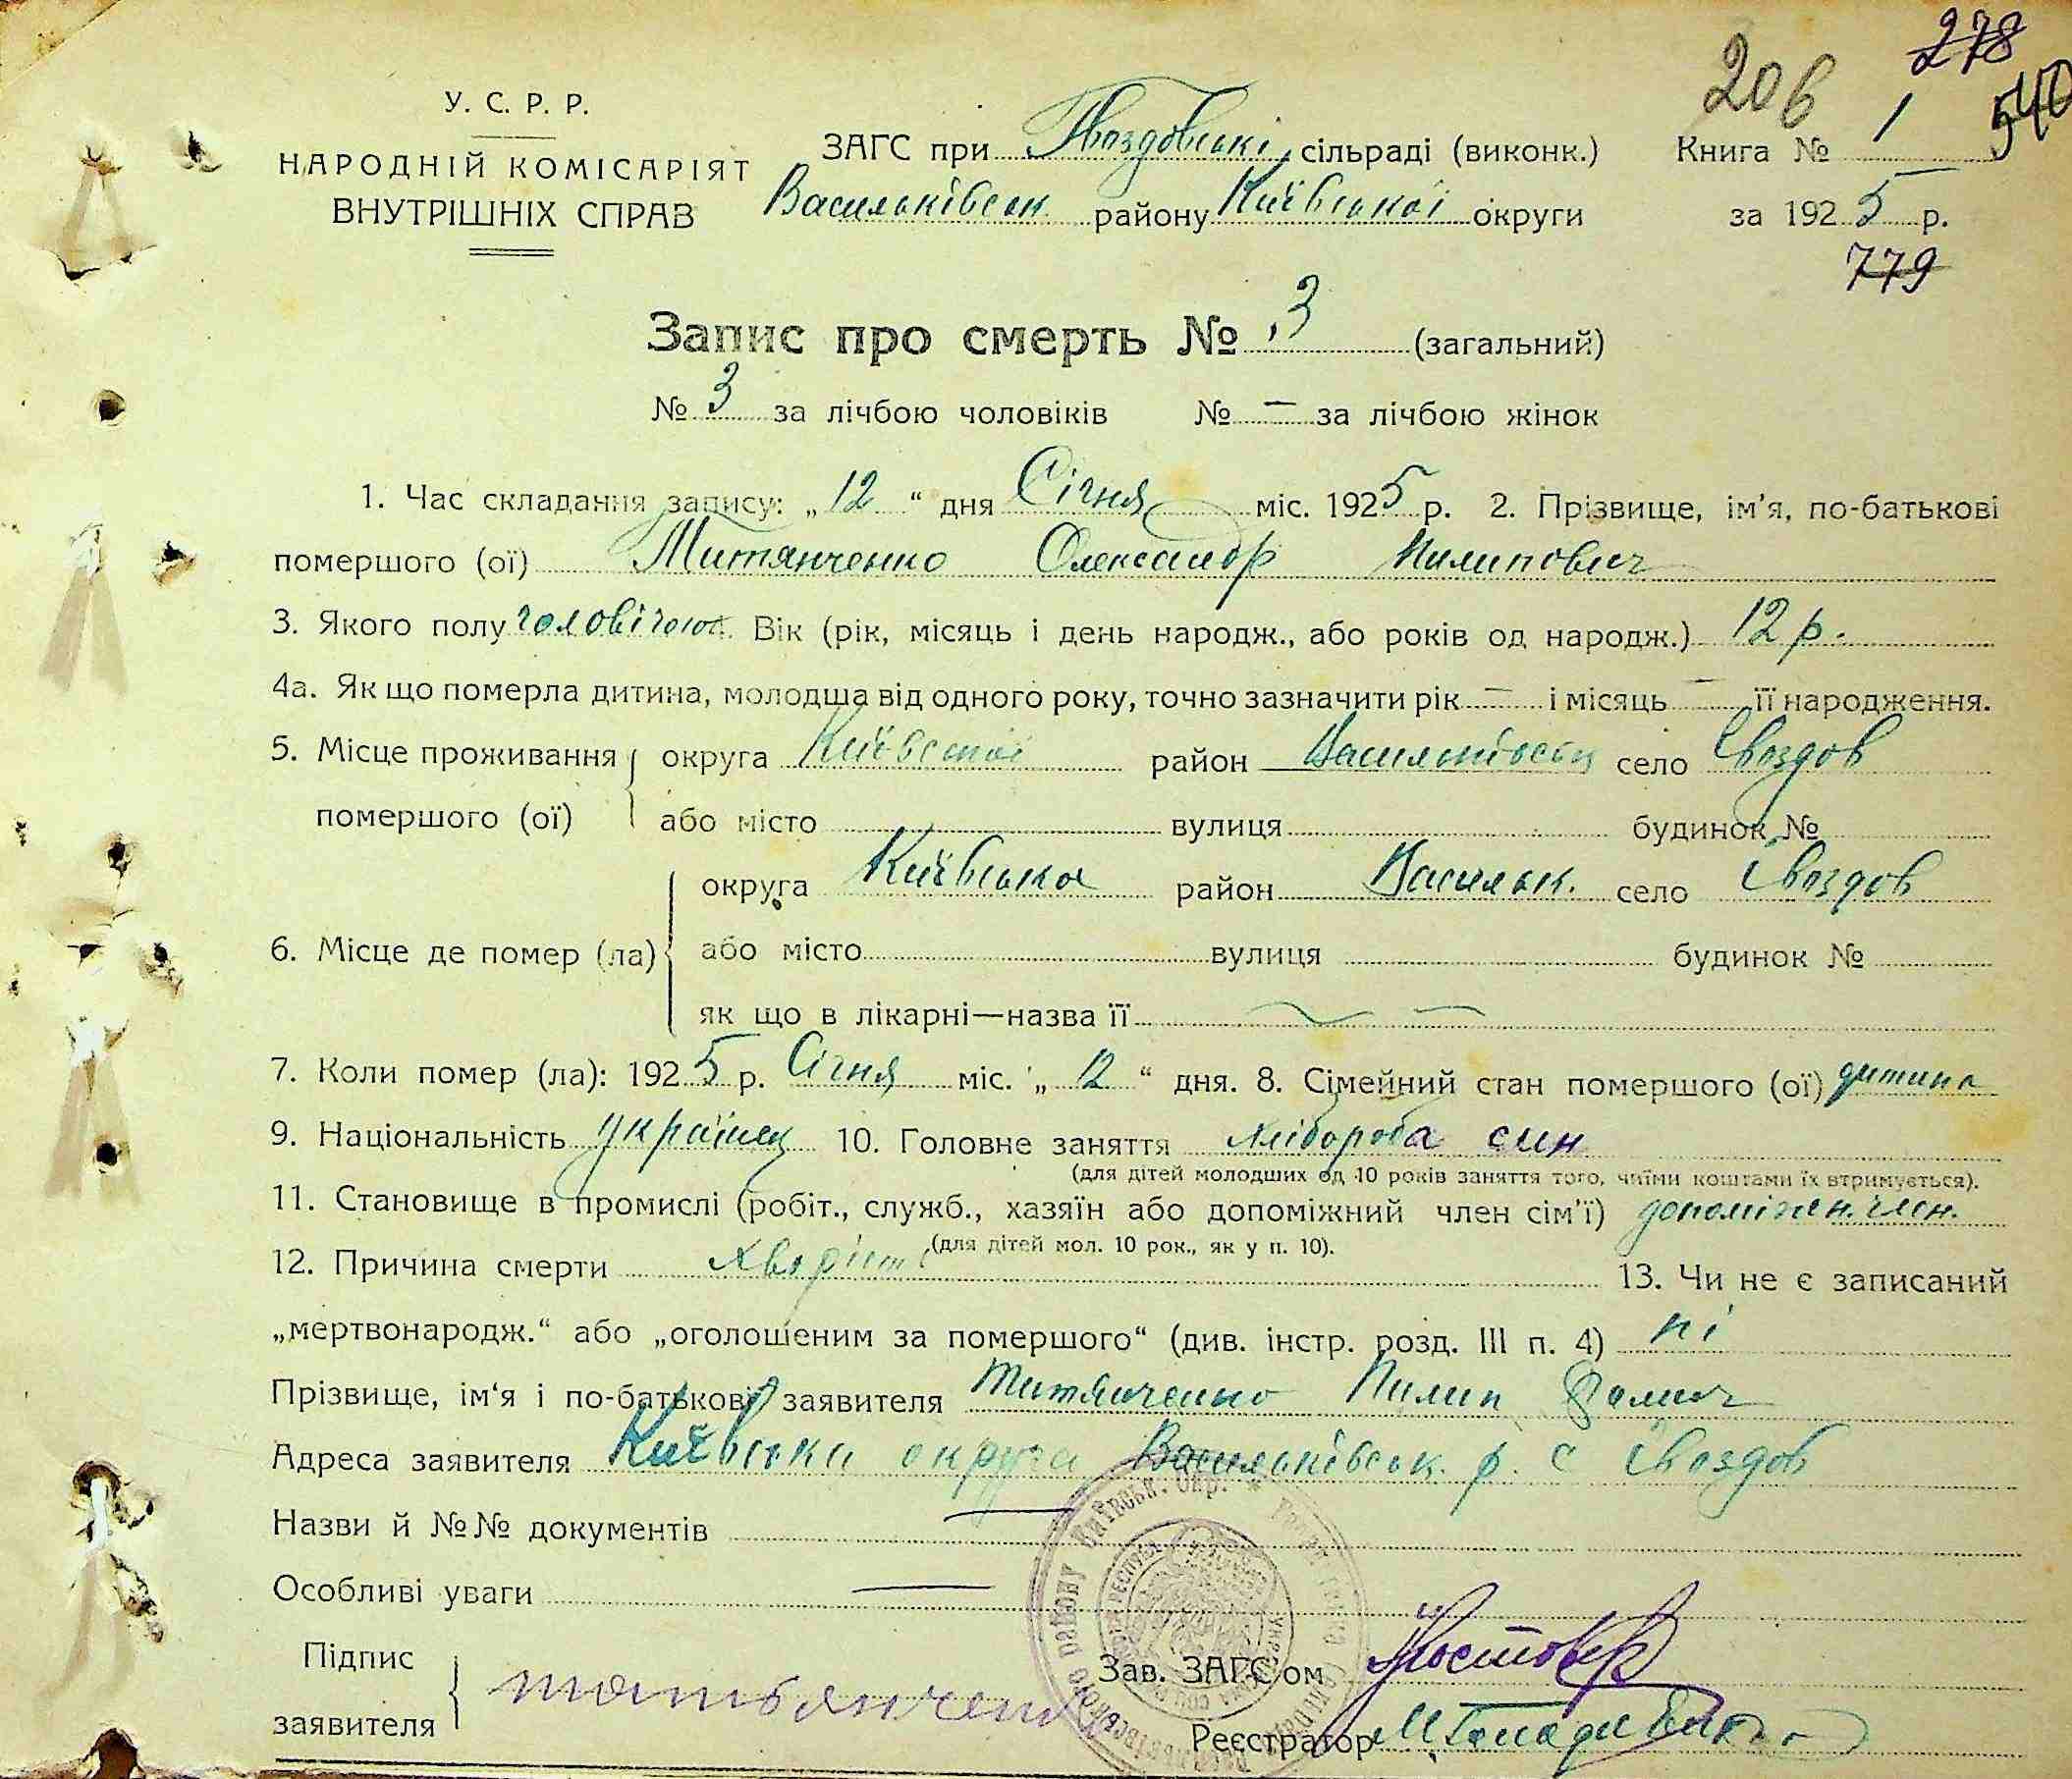 278
206
540
У. С. Р. Р.
НАРОДНІЙ КОМІСАРІЯТ
ВНУТРІШНІХ СПРАВ
ЗАГС при Гвоздовські сільраді (виконк.)
Васильківськ району Київської округи
Книга № 1
за 1925 р.
779
Запис про смерть № 3 (загальний)
№ 3 за лічбою чоловіків № — за лічбою жінок
1. Час складання запису: „12“ дня Січня міс. 1925 р. 2. Прізвище, ім'я, по-батькові
помершого (ої) Титянченко Олександр Пилипович
3. Якого полу чоловічого Вік (рік, місяць і день народж., або років од народж.) 12 р.
4а. Як що померла дитина, молодша від одного року, точно зазначити рік — і місяць — її народження.
5. Місце проживання помершого (ої) округа Київської район Васильківськ село Гвоздов
або місто вулиця будинок №
6. Місце де помер (ла) округа Київська район Васильк. село Гвоздов
або місто вулиця будинок №
як що в лікарні—назва її —
7. Коли помер (ла): 1925 р. Січня міс. „12“ дня. 8. Сімейний стан помершого (ої) дитина
9. Національність українец 10. Головне заняття хлібороба син
(для дітей молодших од 10 років заняття того, чиїми коштами їх втримується).
11. Становище в промислі (робіт., служб., хазяїн або допоміжний член сім'ї) допоміжн. член.
(для дітей мол. 10 рок., як у п. 10).
12. Причина смерти 13. Чи не є записаний
„мертвонародж.“ або „оголошеним за помершого“ (див. інстр. розд. III п. 4) ні
Прізвище, ім'я і по-батькові заявителя Титянченко Пилип
Адреса заявителя Київська округа Васильківськ. р. с Гвоздов
Назви й №№ документів —
Особливі уваги —
Підпис
заявителя
Зав. ЗАГС'ом
Реєстратор